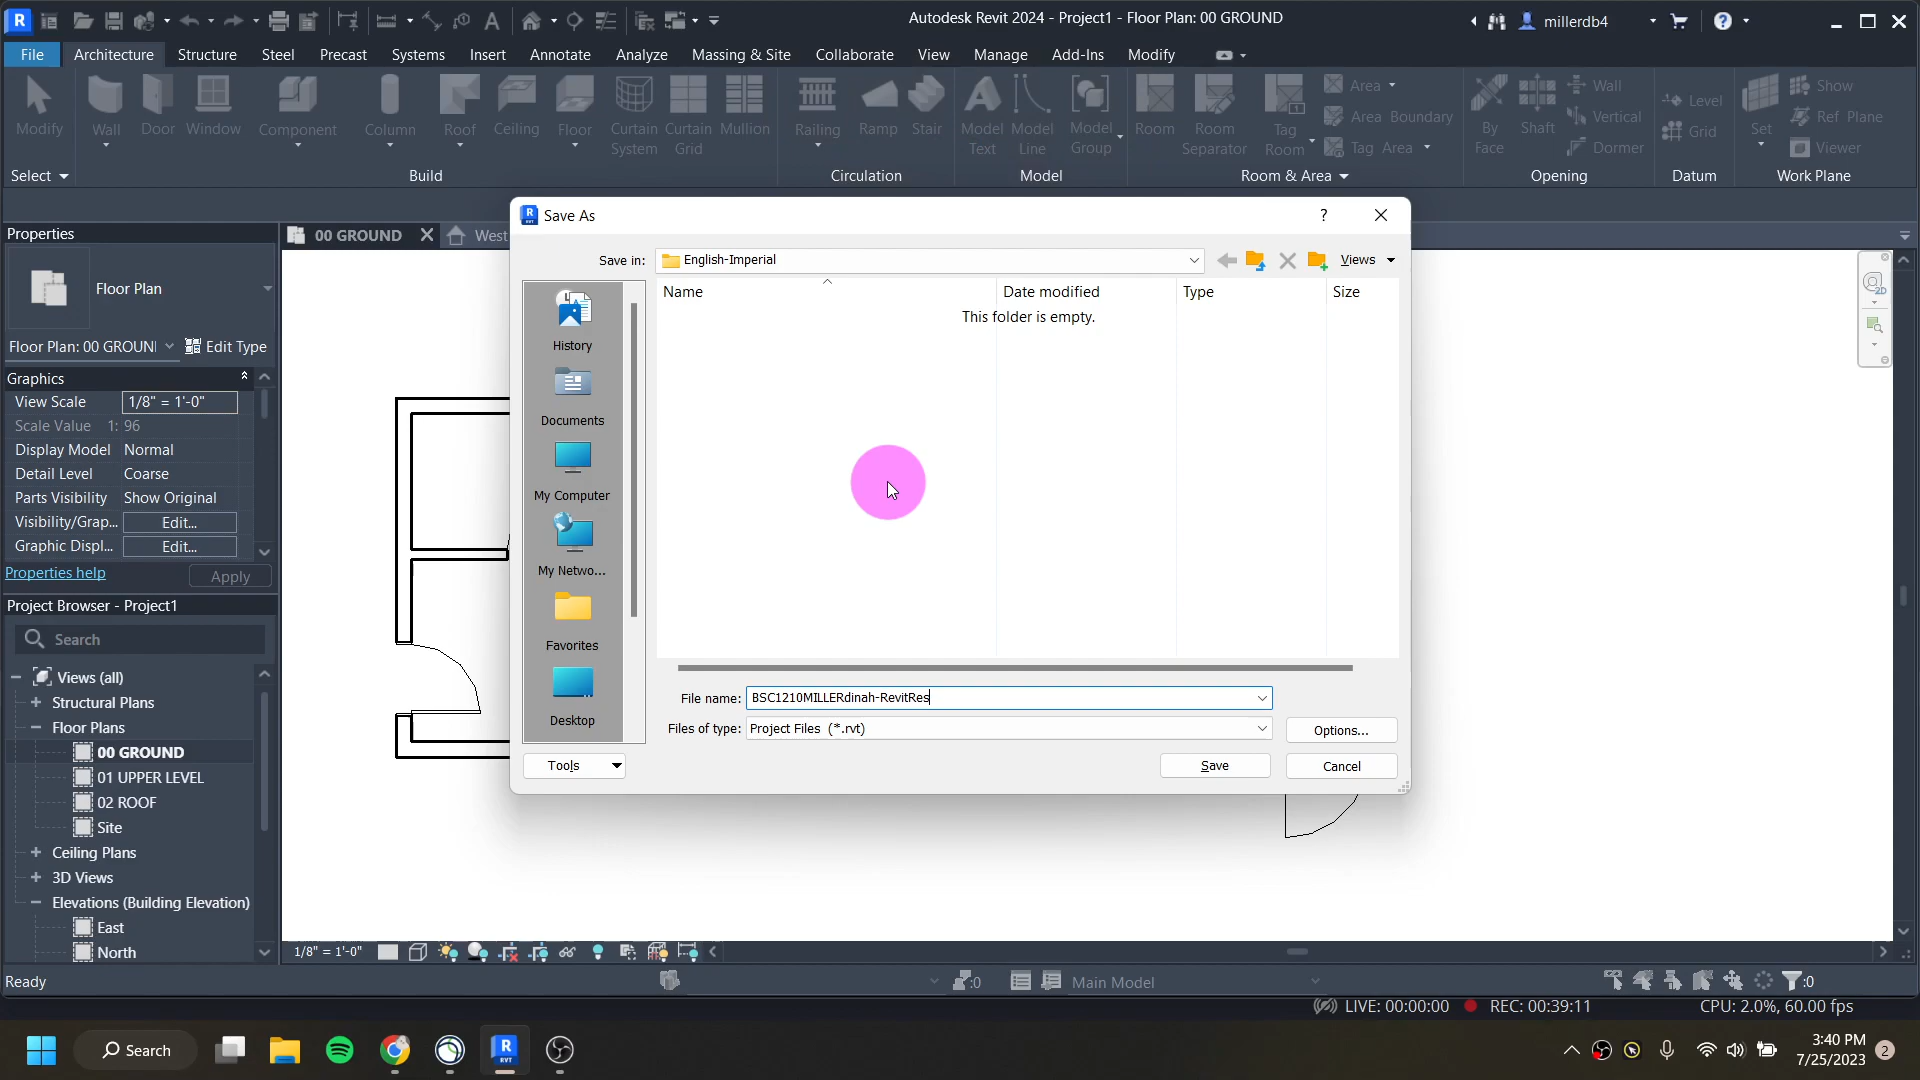 Autodesk Revit 2024 - Project1 - Floor Plan: 00 GROUND
millerdb4
File Architecture Structure Steel Precast Systems Insert Annotate Analyze Massing & Site Collaborate View Manage Add-Ins Modify
Modify Wall Door Window Component Column Roof Ceiling Floor Curtain System Curtain Grid Mullion Railing Ramp Stair Model Text Model Line Model Group Room Room Separator Tag Room
Area
Area Boundary
Tag Area
By Face Shaft
Wall
Vertical
Dormer
Level
Grid
Set
Show
Ref Plane
Viewer
Select Build Circulation Model Room & Area Opening Datum Work Plane
Properties
00 GROUND
West
Floor Plan
Floor Plan: 00 GROUN Edit Type
Graphics
View Scale 1/8" = 1'-0"
Scale Value 1: 96
Display Model Normal
Detail Level Coarse
Parts Visibility Show Original
Visibility/Grap... Edit...
Graphic Displ... Edit...
Properties help Apply
Project Browser - Project1
Search
Views (all)
Structural Plans
Floor Plans
00 GROUND
01 UPPER LEVEL
02 ROOF
Site
Ceiling Plans
3D Views
Elevations (Building Elevation)
East
North
Save As
Save in: English-Imperial Views
Name Date modified Type Size
This folder is empty.
History
Documents
My Computer
My Netwo...
Favorites
Desktop
File name: BSC1210MILLERdinah-RevitRes
Files of type: Project Files (*.rvt) Options...
Tools Save Cancel
2D
1/8" = 1'-0"
Ready
:0
Main Model
:0
LIVE: 00:00:00 REC: 00:39:11 CPU: 2.0%, 60.00 fps
Search
3:40 PM
7/25/2023
2